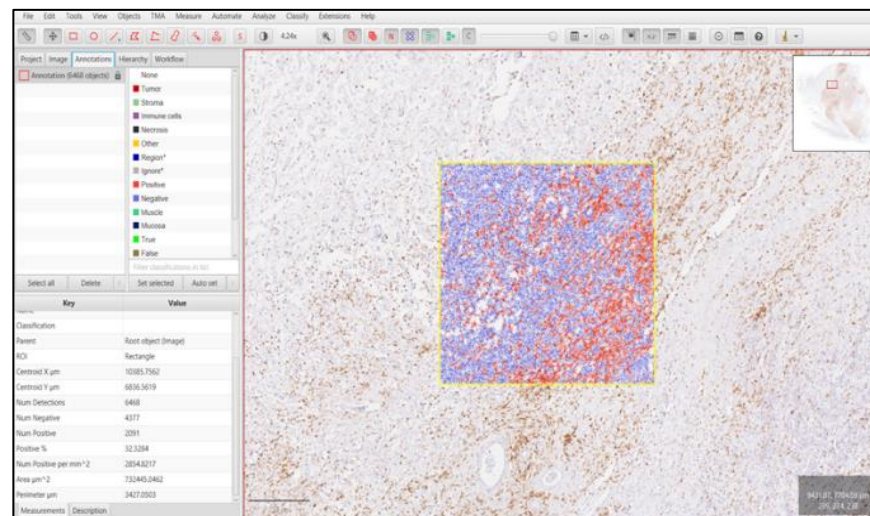 File Edit Tools View Objects TMA Measure Automate Analyze Classify Extensions Help
S 4.24x N C
Project Image Annotations Hierarchy Workflow
Annotation (6468 objects)
None
Tumor
Stroma
Immune cells
Necrosis
Other
Region*
Ignore*
Positive
Negative
Muscle
Mucosa
True
False
Filter classifications in list
Select all Delete Set selected Auto set
Key Value
Classification
Parent Root object (Image)
ROI Rectangle
Centroid X µm 10385.7562
Centroid Y µm 6836.5619
Num Detections 6468
Num Negative 4377
Num Positive 2091
Positive % 32.3284
Num Positive per mm^2 2854.8217
Area µm^2 732445.0462
Perimeter µm 3427.0503
Measurements Description